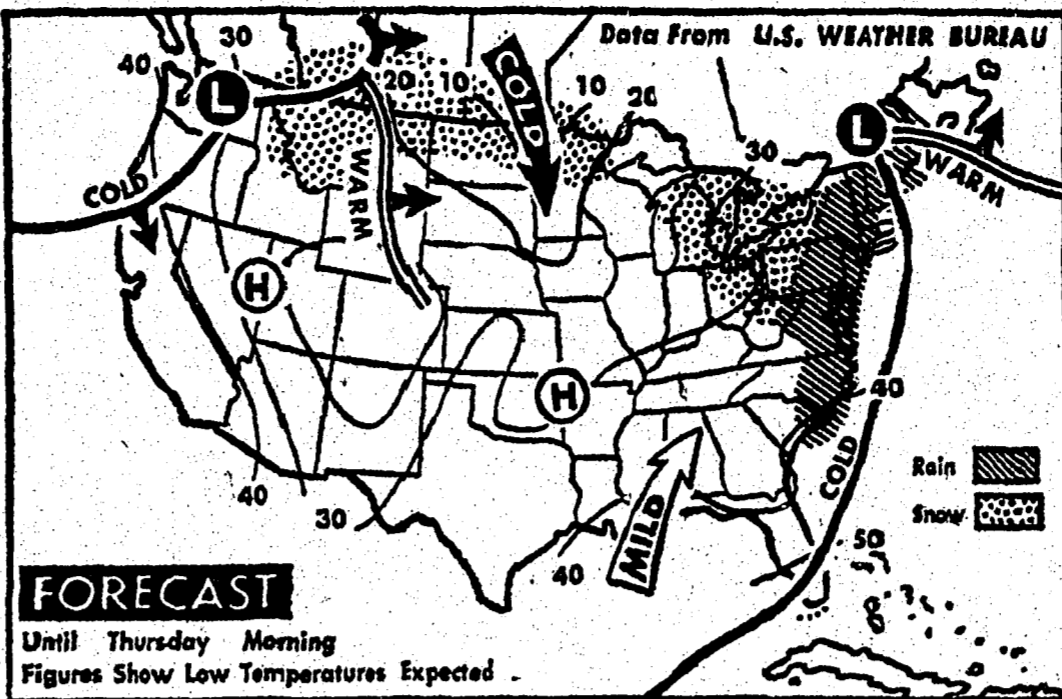 Data From U.S. WEATHER BUREAU
30
40
L
20
10
COLD
10
20
L
30
WARM
COLD
WARM
H
H
40
COLD
Rain
Snow
40
30
40
MILD
50
FORECAST
Until Thursday Morning
Figures Show Low Temperatures Expected